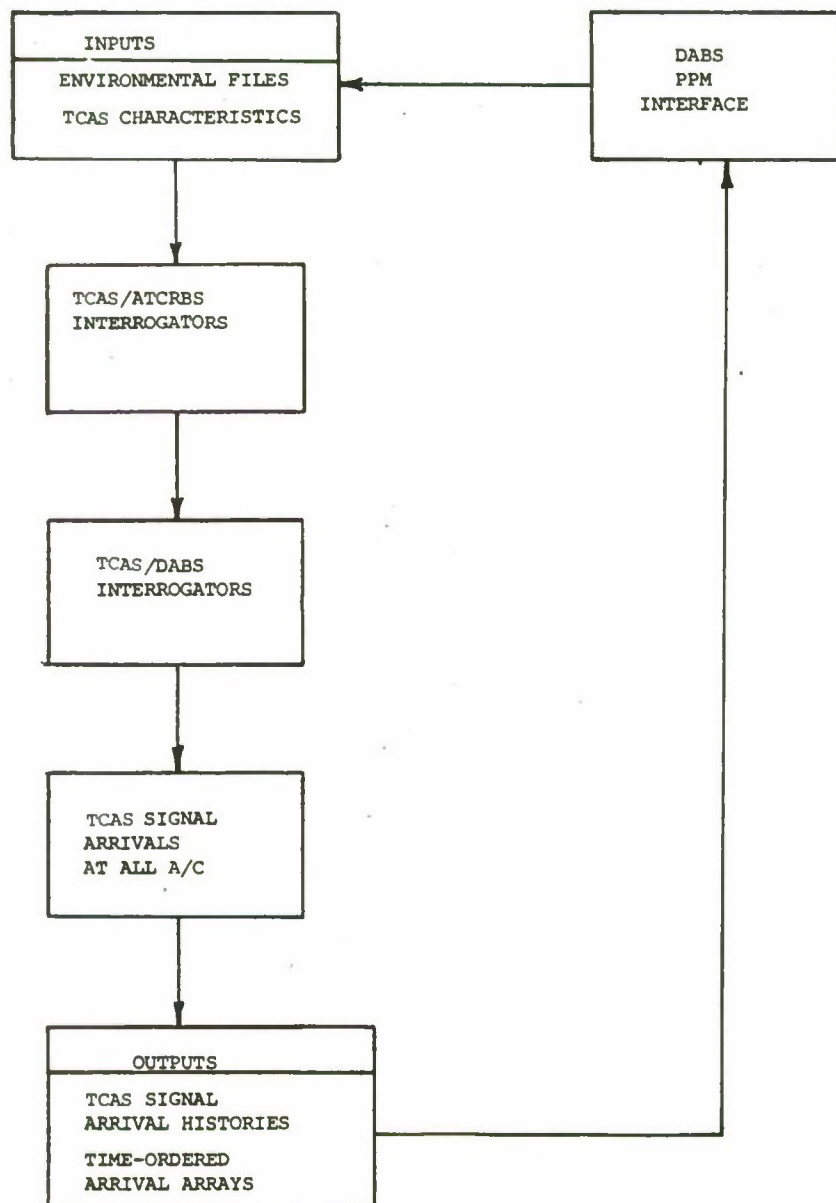 INPUTS
ENVIRONMENTAL FILES
TCAS CHARACTERISTICS
DABS
PPM
INTERFACE
TCAS/ATCRBS
INTERROGATORS
TCAS/DABS
INTERROGATORS
TCAS SIGNAL
ARRIVALS
AT ALL A/C
OUTPUTS
TCAS SIGNAL
ARRIVAL HISTORIES
TIME-ORDERED
ARRIVAL ARRAYS